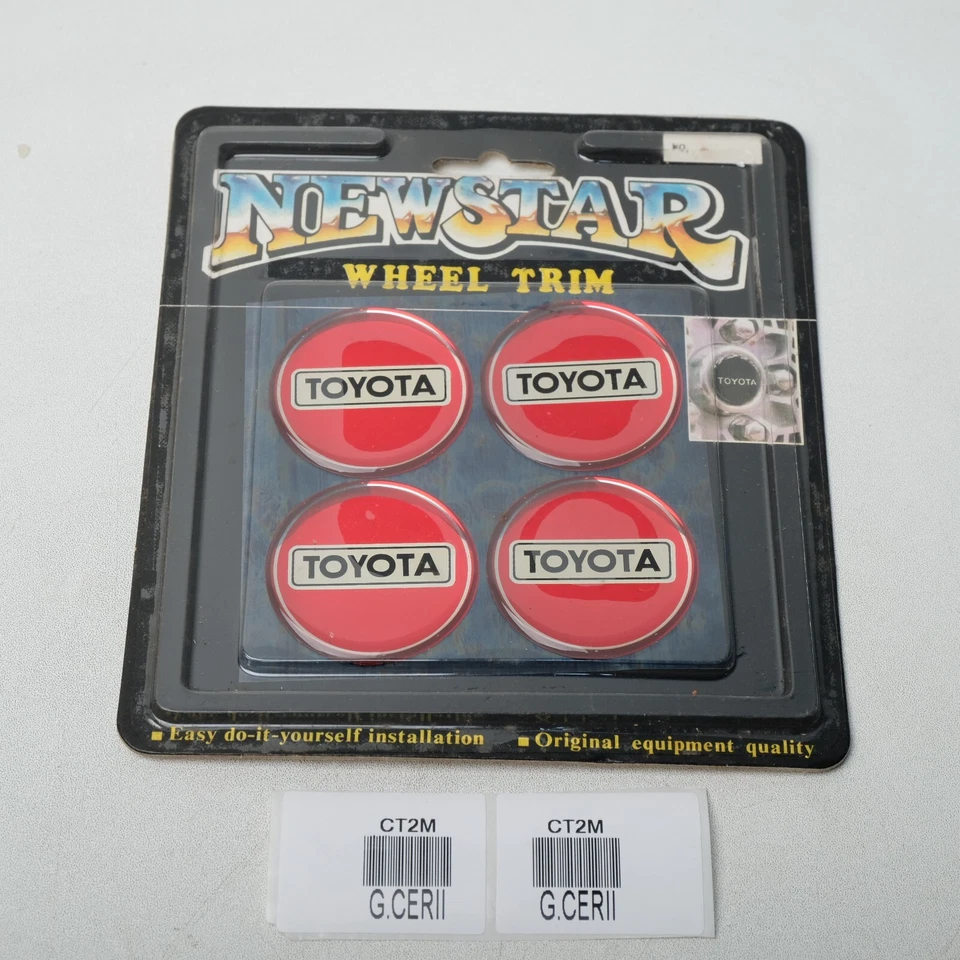 NO.
NEWSTAR
WHEEL TRIM
TOYOTA
TOYOTA
TOYOTA
TOYOTA
TOYOTA
▪ Easy do-it-yourself installation ▪ Original equipment quality
CT2M
G.CERII
CT2M
G.CERII